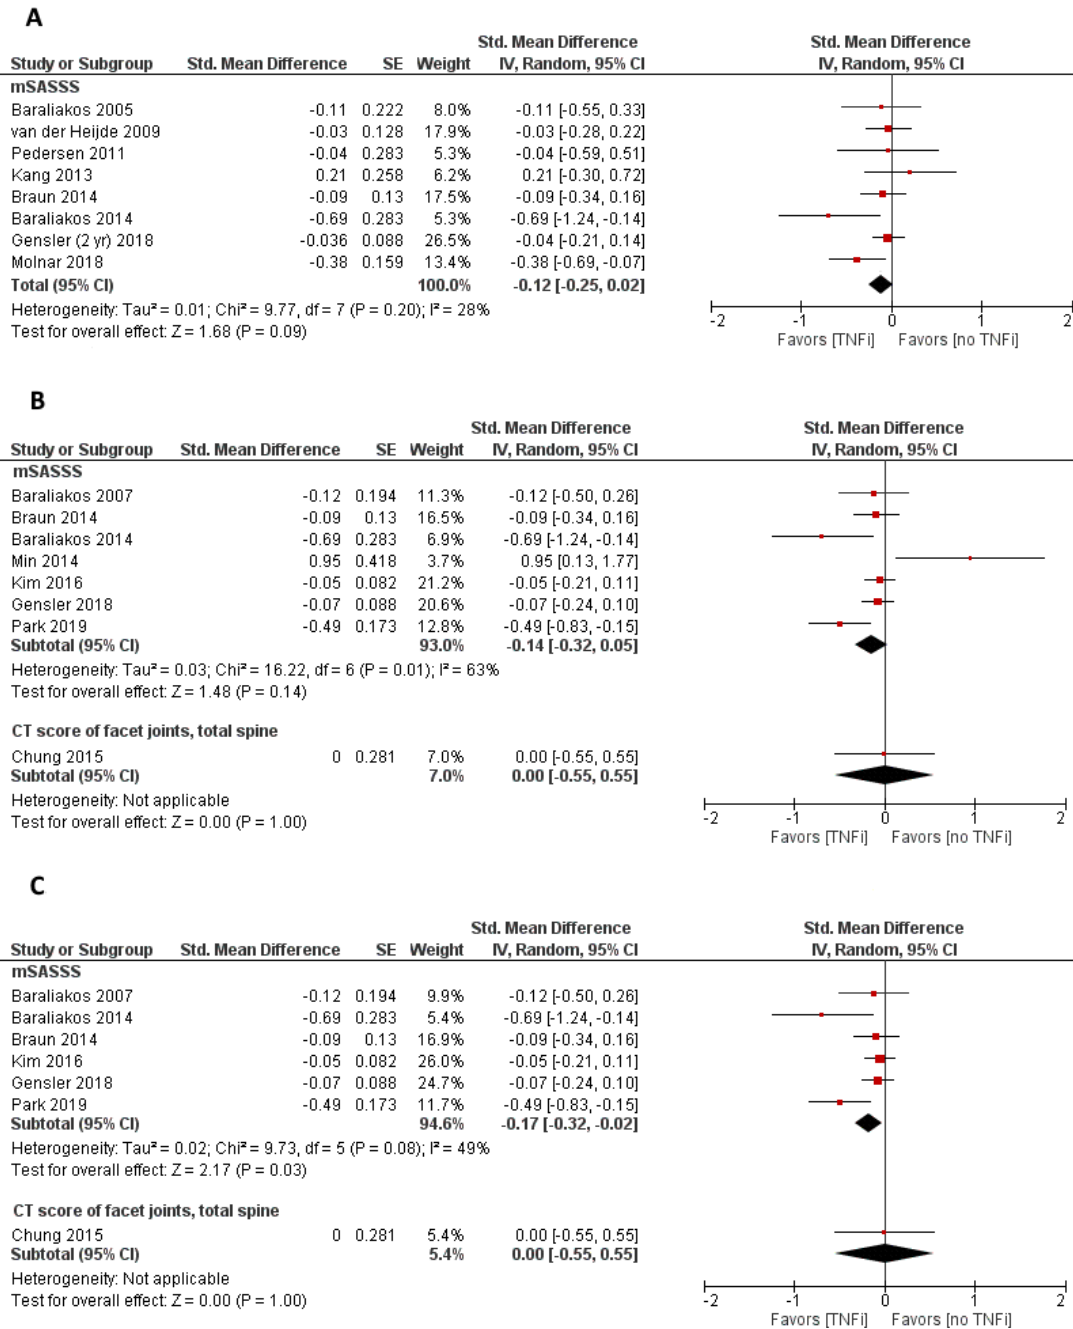 A
Std. Mean Difference Std. Mean Difference
Study or Subgroup Std. Mean Difference SE Weight IV, Random, 95% CI IV, Random, 95% CI
mSASSS
Baraliakos 2005 -0.11 0.222 8.0% -0.11 [-0.55, 0.33]
van der Heijde 2009 -0.03 0.128 17.9% -0.03 [-0.28, 0.22]
Pedersen 2011 -0.04 0.283 5.3% -0.04 [-0.59, 0.51]
Kang 2013 0.21 0.258 6.2% 0.21 [-0.30, 0.72]
Braun 2014 -0.09 0.13 17.5% -0.09 [-0.34, 0.16]
Baraliakos 2014 -0.69 0.283 5.3% -0.69 [-1.24, -0.14]
Gensler (2 yr) 2018 -0.036 0.088 26.5% -0.04 [-0.21, 0.14]
Molnar 2018 -0.38 0.159 13.4% -0.38 [-0.69, -0.07]
Total (95% CI) 100.0% -0.12 [-0.25, 0.02]
Heterogeneity: Tau² = 0.01; Chi² = 9.77, df = 7 (P = 0.20); I² = 28%
Test for overall effect: Z = 1.68 (P = 0.09)
-2 -1 0 1 2
Favors [TNFi] Favors [no TNFi]
B
Std. Mean Difference Std. Mean Difference
Study or Subgroup Std. Mean Difference SE Weight IV, Random, 95% CI IV, Random, 95% CI
mSASSS
Baraliakos 2007 -0.12 0.194 11.3% -0.12 [-0.50, 0.26]
Braun 2014 -0.09 0.13 16.5% -0.09 [-0.34, 0.16]
Baraliakos 2014 -0.69 0.283 6.9% -0.69 [-1.24, -0.14]
Min 2014 0.95 0.418 3.7% 0.95 [0.13, 1.77]
Kim 2016 -0.05 0.082 21.2% -0.05 [-0.21, 0.11]
Gensler 2018 -0.07 0.088 20.6% -0.07 [-0.24, 0.10]
Park 2019 -0.49 0.173 12.8% -0.49 [-0.83, -0.15]
Subtotal (95% CI) 93.0% -0.14 [-0.32, 0.05]
Heterogeneity: Tau² = 0.03; Chi² = 16.22, df = 6 (P = 0.01); I² = 63%
Test for overall effect: Z = 1.48 (P = 0.14)
CT score of facet joints, total spine
Chung 2015 0 0.281 7.0% 0.00 [-0.55, 0.55]
Subtotal (95% CI) 7.0% 0.00 [-0.55, 0.55]
Heterogeneity: Not applicable
Test for overall effect: Z = 0.00 (P = 1.00)
-2 -1 0 1 2
Favors [TNFi] Favors [no TNFi]
C
Std. Mean Difference Std. Mean Difference
Study or Subgroup Std. Mean Difference SE Weight IV, Random, 95% CI IV, Random, 95% CI
mSASSS
Baraliakos 2007 -0.12 0.194 9.9% -0.12 [-0.50, 0.26]
Baraliakos 2014 -0.69 0.283 5.4% -0.69 [-1.24, -0.14]
Braun 2014 -0.09 0.13 16.9% -0.09 [-0.34, 0.16]
Kim 2016 -0.05 0.082 26.0% -0.05 [-0.21, 0.11]
Gensler 2018 -0.07 0.088 24.7% -0.07 [-0.24, 0.10]
Park 2019 -0.49 0.173 11.7% -0.49 [-0.83, -0.15]
Subtotal (95% CI) 94.6% -0.17 [-0.32, -0.02]
Heterogeneity: Tau² = 0.02; Chi² = 9.73, df = 5 (P = 0.08); I² = 49%
Test for overall effect: Z = 2.17 (P = 0.03)
CT score of facet joints, total spine
Chung 2015 0 0.281 5.4% 0.00 [-0.55, 0.55]
Subtotal (95% CI) 5.4% 0.00 [-0.55, 0.55]
Heterogeneity: Not applicable
Test for overall effect: Z = 0.00 (P = 1.00)
-2 -1 0 1 2
Favors [TNFi] Favors [no TNFi]